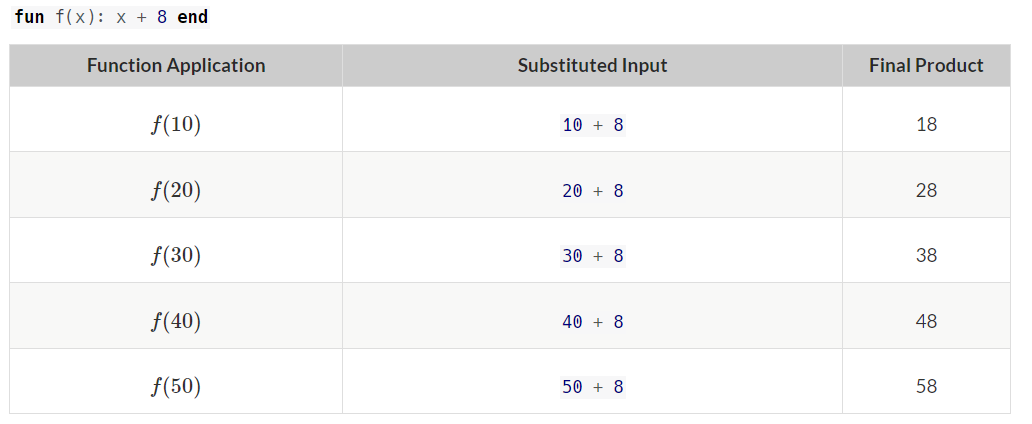 fun f(x): x + 8 end
Function Application Substituted Input Final Product
f(10) 10 + 8 18
f(20) 20 + 8 28
f(30) 30 + 8 38
f(40) 40 + 8 48
f(50) 50 + 8 58